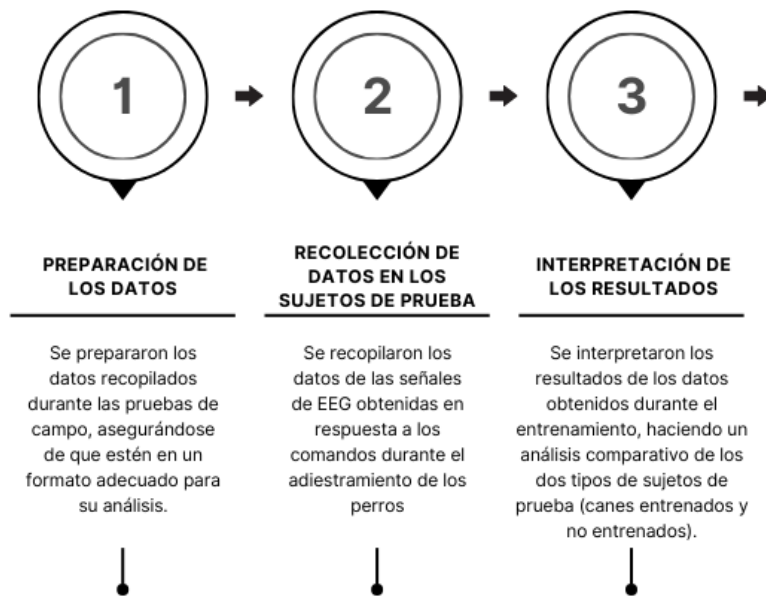 1
2
3
PREPARACIÓN DE
LOS DATOS
Se prepararon los
datos recopilados
durante las pruebas de
campo, asegurándose
de que estén en un
formato adecuado para
su análisis.
RECOLECCIÓN DE
DATOS EN LOS
SUJETOS DE PRUEBA
Se recopilaron los
datos de las señales
de EEG obtenidas en
respuesta a los
comandos durante el
adiestramiento de los
perros
INTERPRETACIÓN DE
LOS RESULTADOS
Se interpretaron los
resultados de los datos
obtenidos durante el
entrenamiento, haciendo un
análisis comparativo de los
dos tipos de sujetos de
prueba (canes entrenados y
no entrenados).